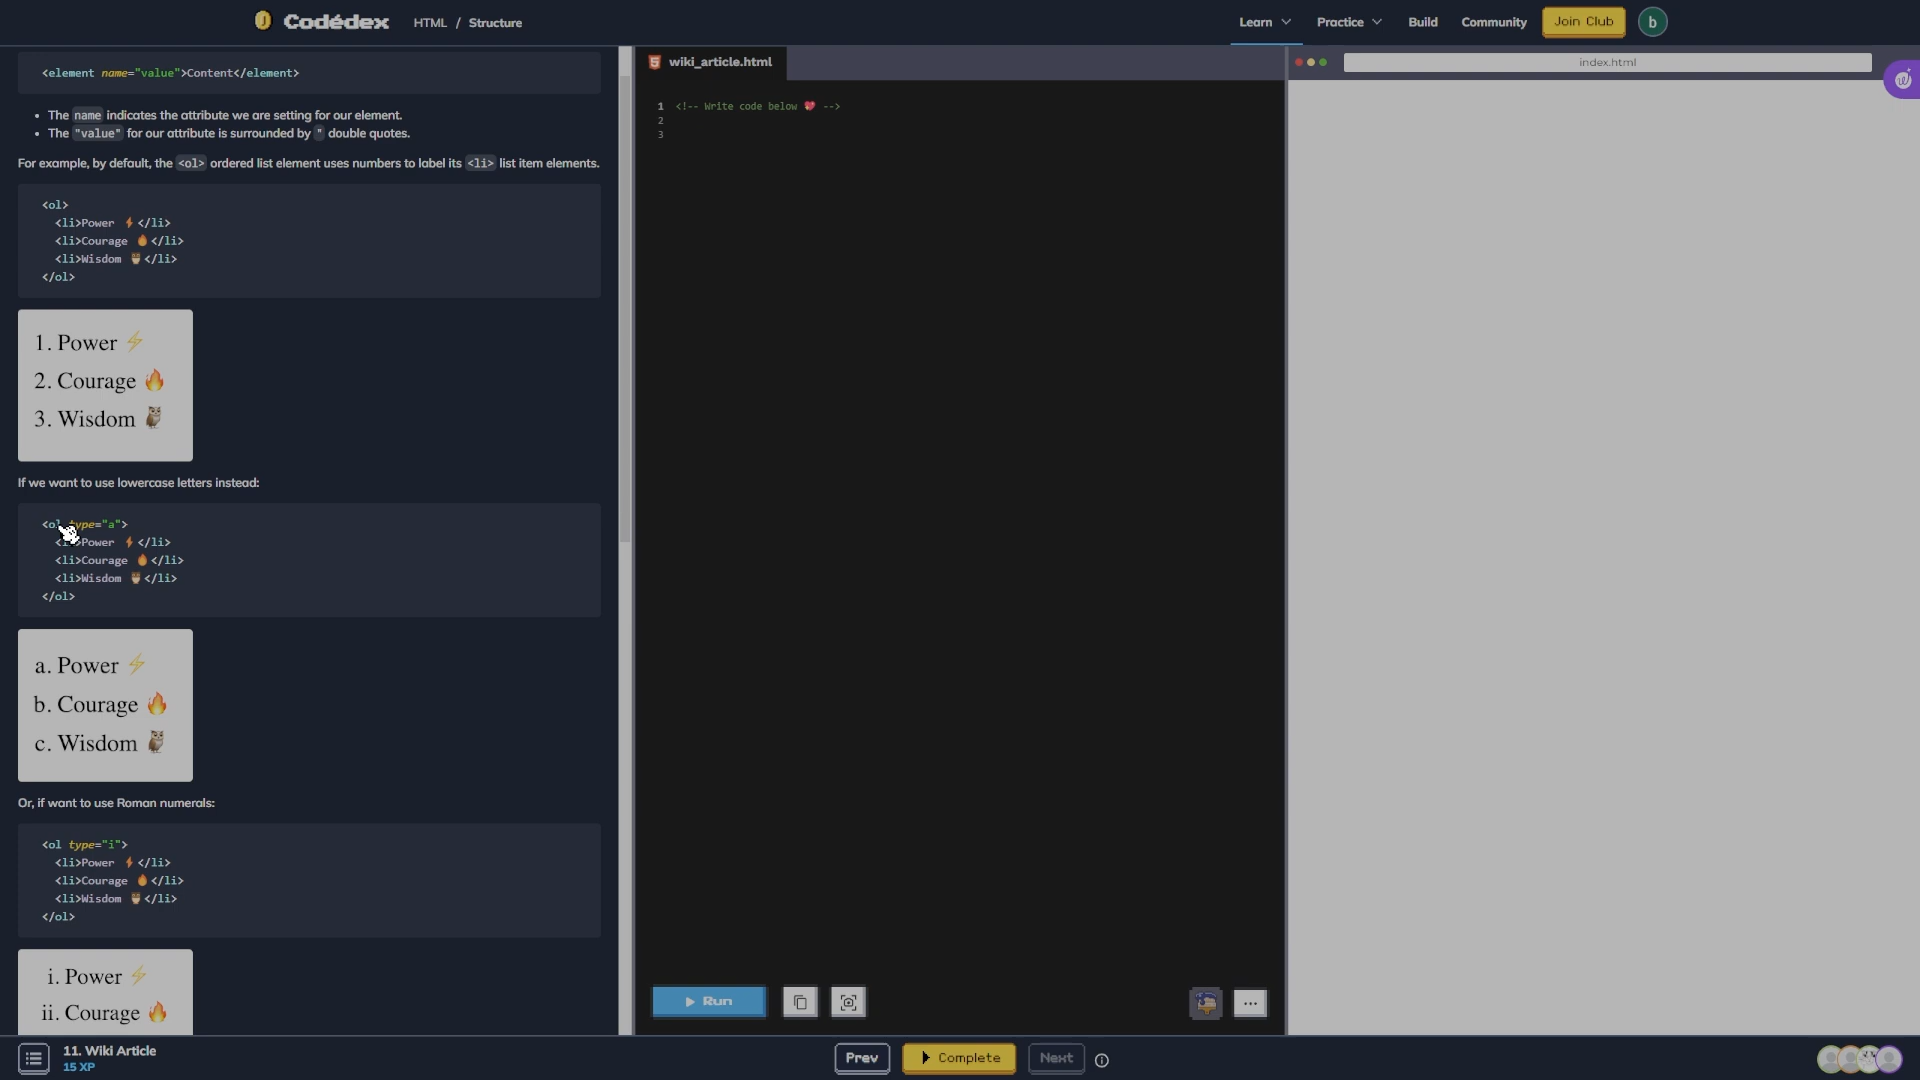 Codédex HTML / Structure Learn Practice Build Community Join Club b
<element name="value">Content</element>
The name indicates the attribute we are setting for our element.
The "value" for our attribute is surrounded by " double quotes.
For example, by default, the <ol> ordered list element uses numbers to label its <li> list item elements.
<ol>
<li>Power ⚡</li>
<li>Courage 🔥</li>
<li>Wisdom 🦉</li>
</ol>
1. Power ⚡
2. Courage 🔥
3. Wisdom 🦉
If we want to use lowercase letters instead:
<ol type="a">
<li>Power ⚡</li>
<li>Courage 🔥</li>
<li>Wisdom 🦉</li>
</ol>
a. Power ⚡
b. Courage 🔥
c. Wisdom 🦉
Or, if want to use Roman numerals:
<ol type="i">
<li>Power ⚡</li>
<li>Courage 🔥</li>
<li>Wisdom 🦉</li>
</ol>
i. Power ⚡
ii. Courage 🔥
wiki_article.html
1 <!-- Write code below 💖 -->
2
3
Run
...
index.html
11. Wiki Article
15 XP
Prev Complete Next